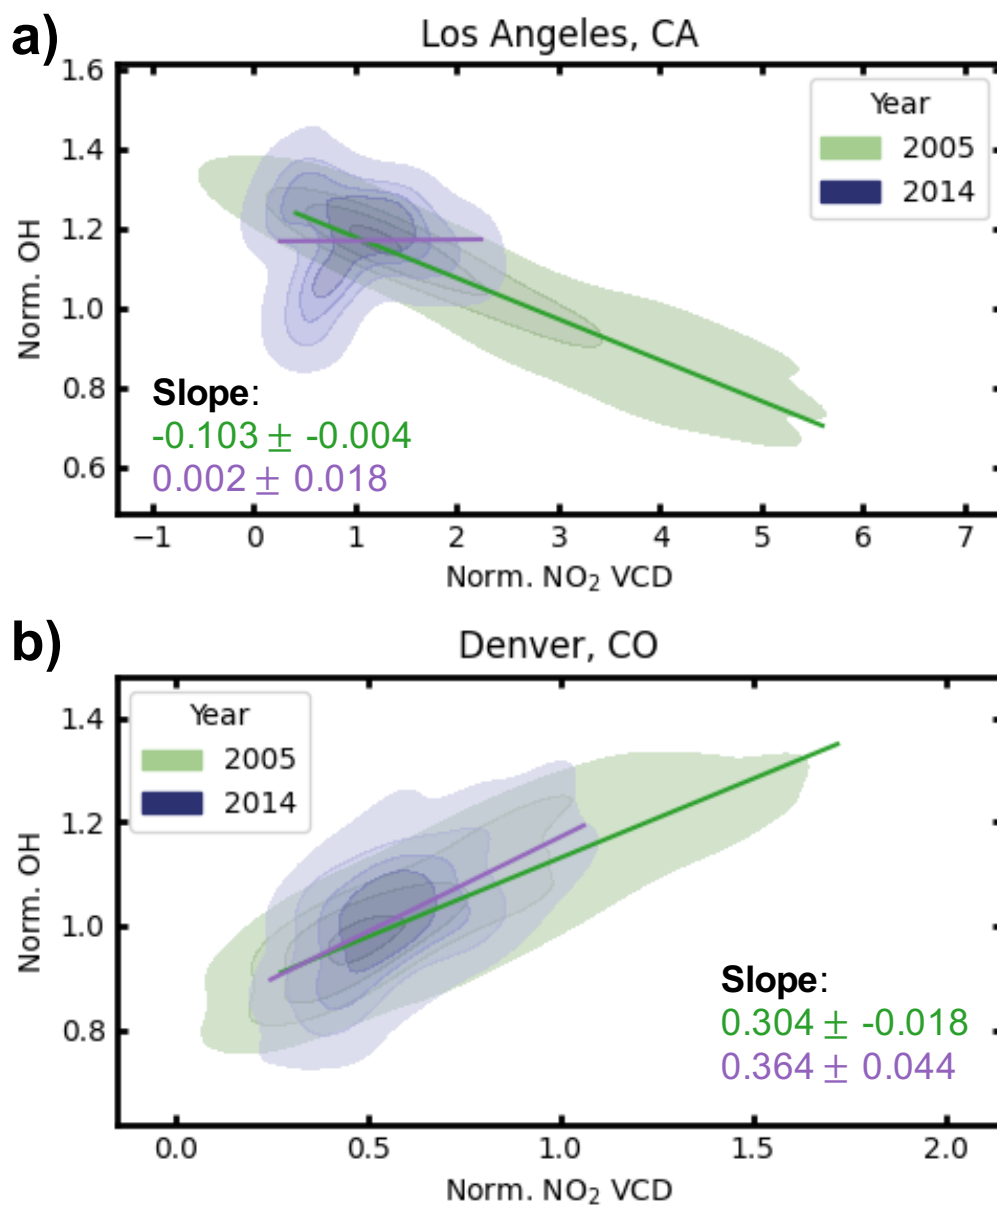 a)
Los Angeles, CA
1.6
1.4
1.2
1.0
0.8
0.6
Norm. OH
Year
2005
2014
Slope:
-0.103 ± -0.004
0.002 ± 0.018
−1 0 1 2 3 4 5 6 7
Norm. NO₂ VCD
b)
Denver, CO
1.4
1.2
1.0
0.8
Norm. OH
Year
2005
2014
Slope:
0.304 ± -0.018
0.364 ± 0.044
0.0 0.5 1.0 1.5 2.0
Norm. NO₂ VCD